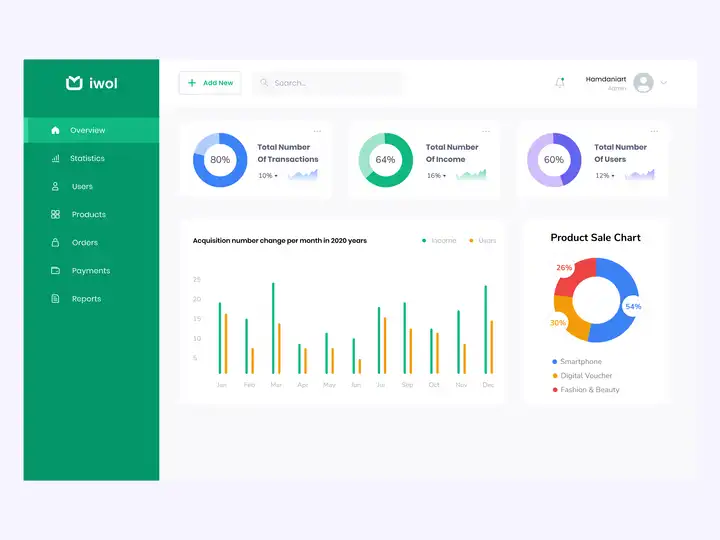 iwol
Add New
Search...
Hamdaniart
Admin
Overview
Statistics
Users
Products
Orders
Payments
Reports
80%
Total Number
Of Transactions
10%
64%
Total Number
Of Income
16%
60%
Total Number
Of Users
12%
Acquisition number change per month in 2020 years
Income
Users
25
20
15
10
5
Jan Feb Mar Apr May Jun Jul Sep Oct Nov Des
Product Sale Chart
26%
54%
30%
Smartphone
Digital Voucher
Fashion & Beauty